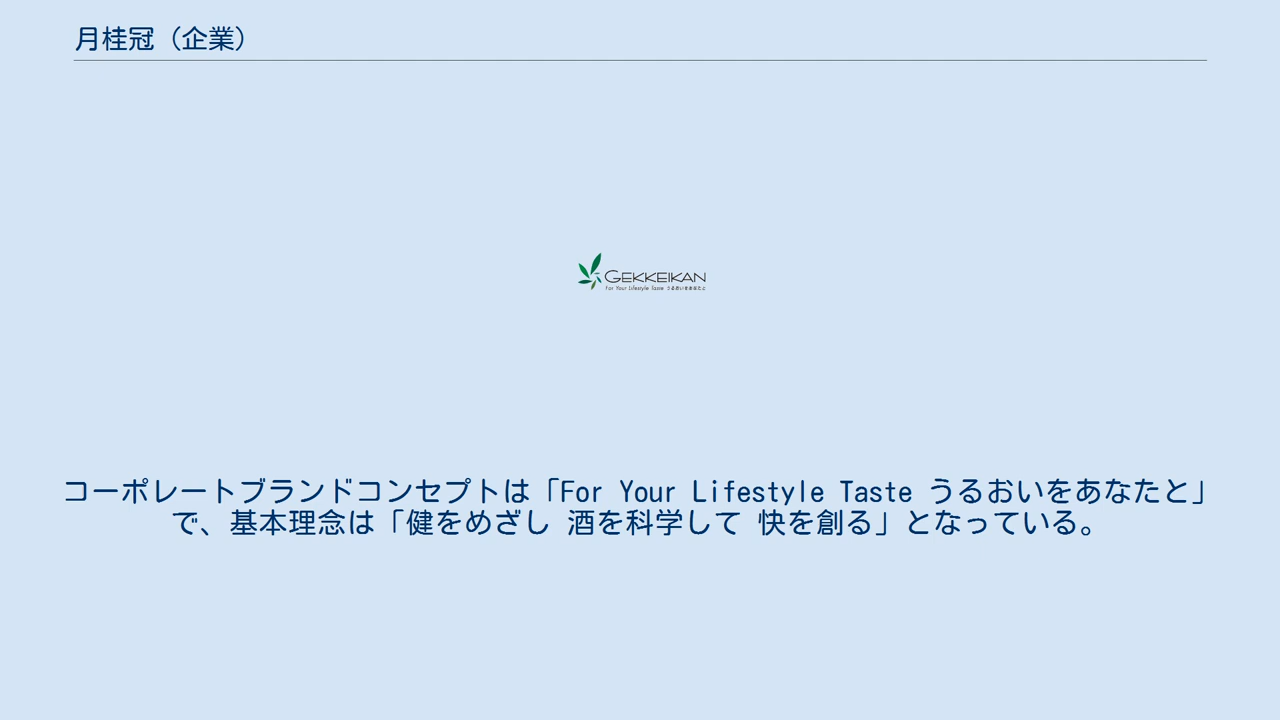 月桂冠（企業）
GEKKEIKAN
For Your Lifestyle Taste うるおいをあなたと
コーポレートブランドコンセプトは「For Your Lifestyle Taste うるおいをあなたと」
で、基本理念は「健をめざし 酒を科学して 快を創る」となっている。